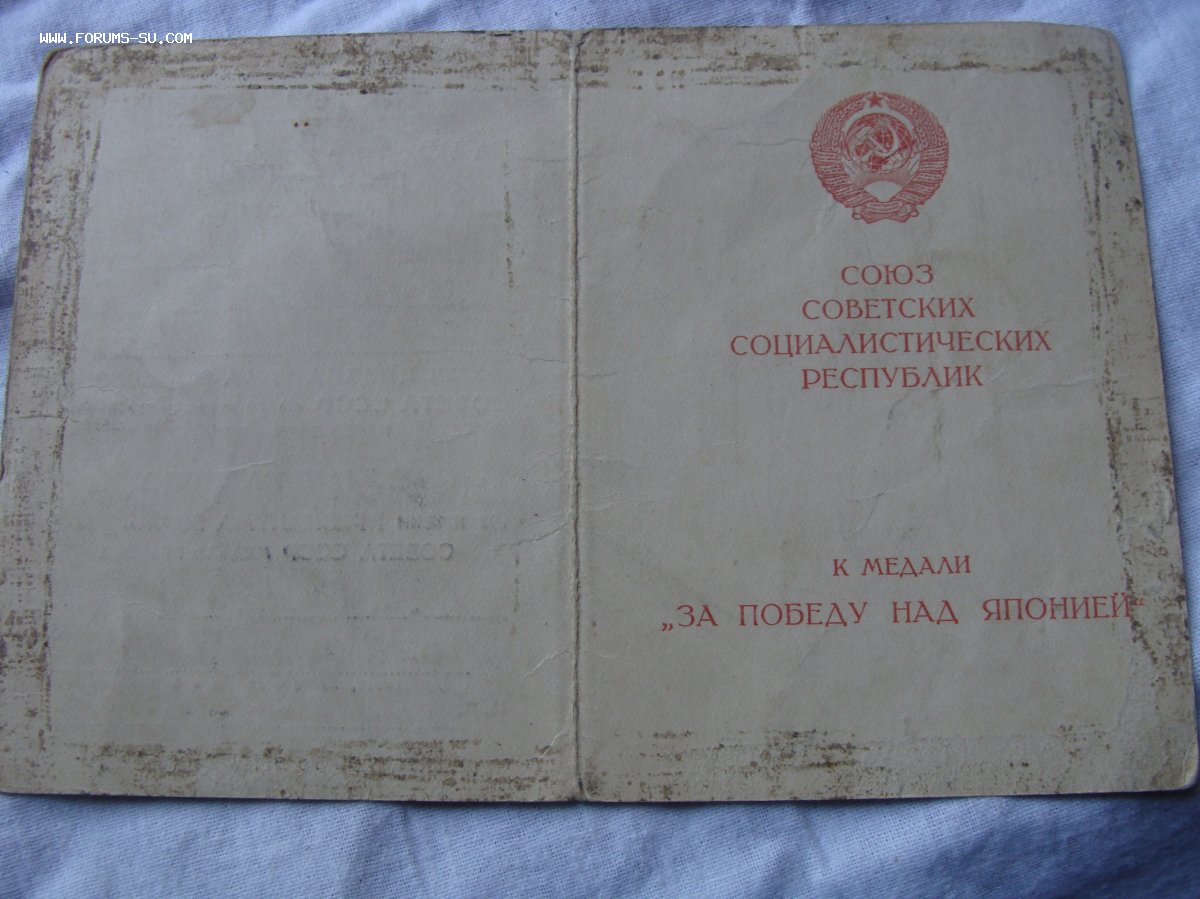 WWW.FORUMS-SU.COM
СОЮЗ
СОВЕТСКИХ
СОЦИАЛИСТИЧЕСКИХ
РЕСПУБЛИК
К МЕДАЛИ
„ЗА ПОБЕДУ НАД ЯПОНИЕЙ“